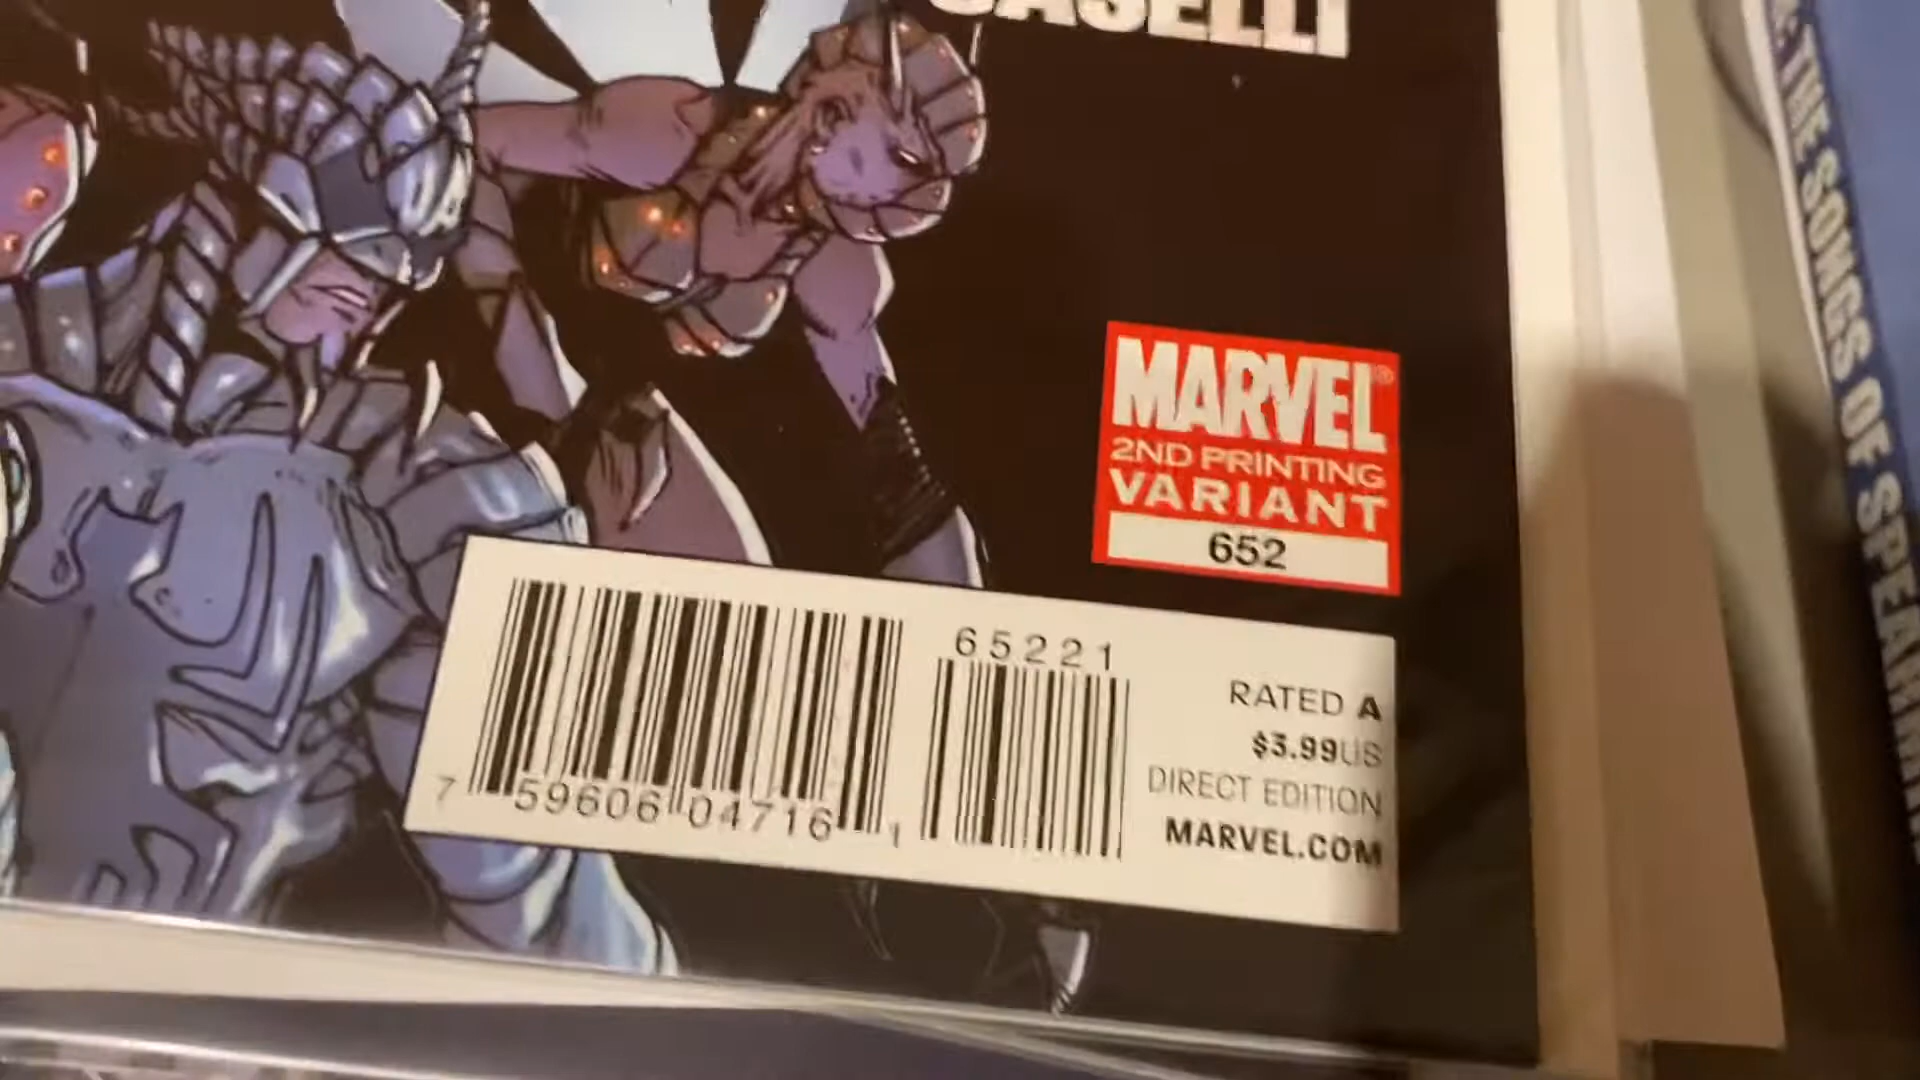 CASELLI
MARVEL®
2ND PRINTING
VARIANT
652
65221
7 59606 04716 1
RATED A
$3.99US
DIRECT EDITION
MARVEL.COM
THE SONGS OF